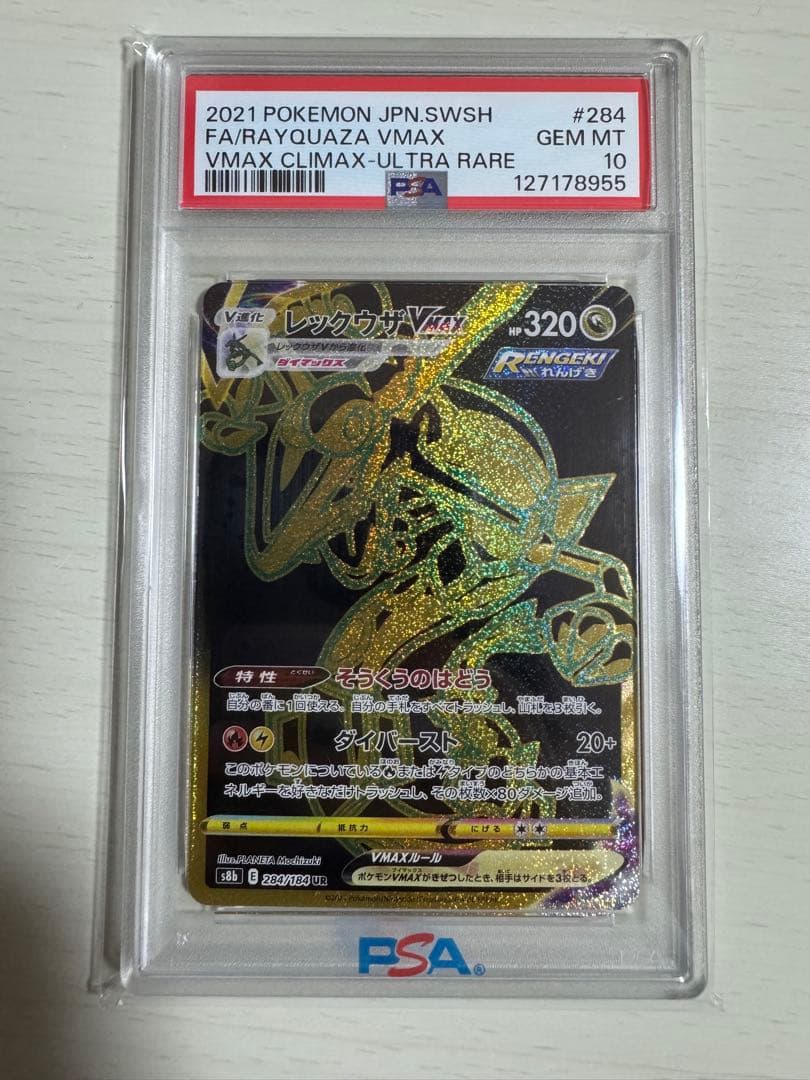 2021 POKEMON JPN.SWSH #284
FA/RAYQUAZA VMAX GEM MT
VMAX CLIMAX-ULTRA RARE 10
127178955
PSA
V進化
レックウザVMAX
HP320
レックウザVから進化
ダイマックス
RENGEKI
れんげき
特性 とくせい
そうくうのはどう
自分の番に1回使える。自分の手札をすべてトラッシュし、山札を3枚引く。
ダイバースト 20+
このポケモンについている または タイプのどちらかの基本エ
ネルギーを好きなだけトラッシュし、その枚数×80ダメージ追加。
弱点 抵抗力 にげる
Illus.PLANETA Mochizuki
VMAXルール
s8b E 284/184 UR
ポケモンVMAXがきぜつしたとき、相手はサイドを3枚とる。
PSA®